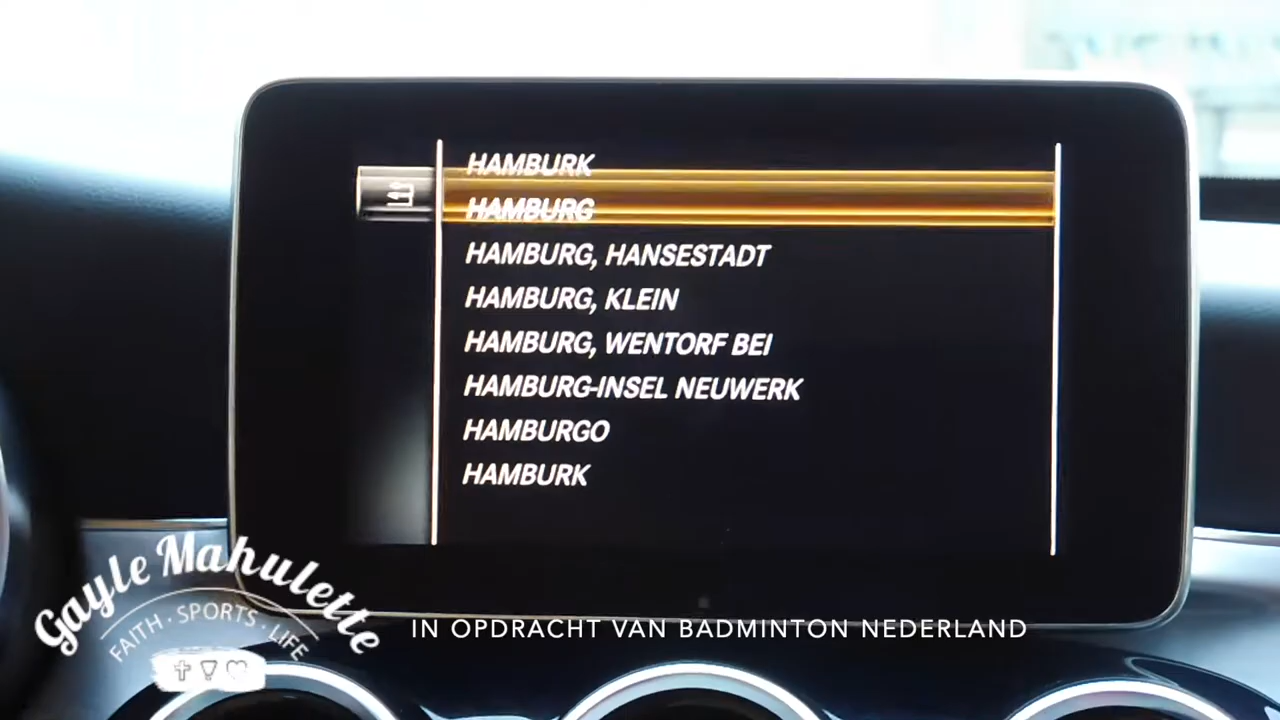 HAMBURK
HAMBURG
HAMBURG, HANSESTADT
HAMBURG, KLEIN
HAMBURG, WENTORF BEI
HAMBURG-INSEL NEUWERK
HAMBURGO
HAMBURK
Gayle Mahulette
FAITH · SPORTS · LIFE
IN OPDRACHT VAN BADMINTON NEDERLAND